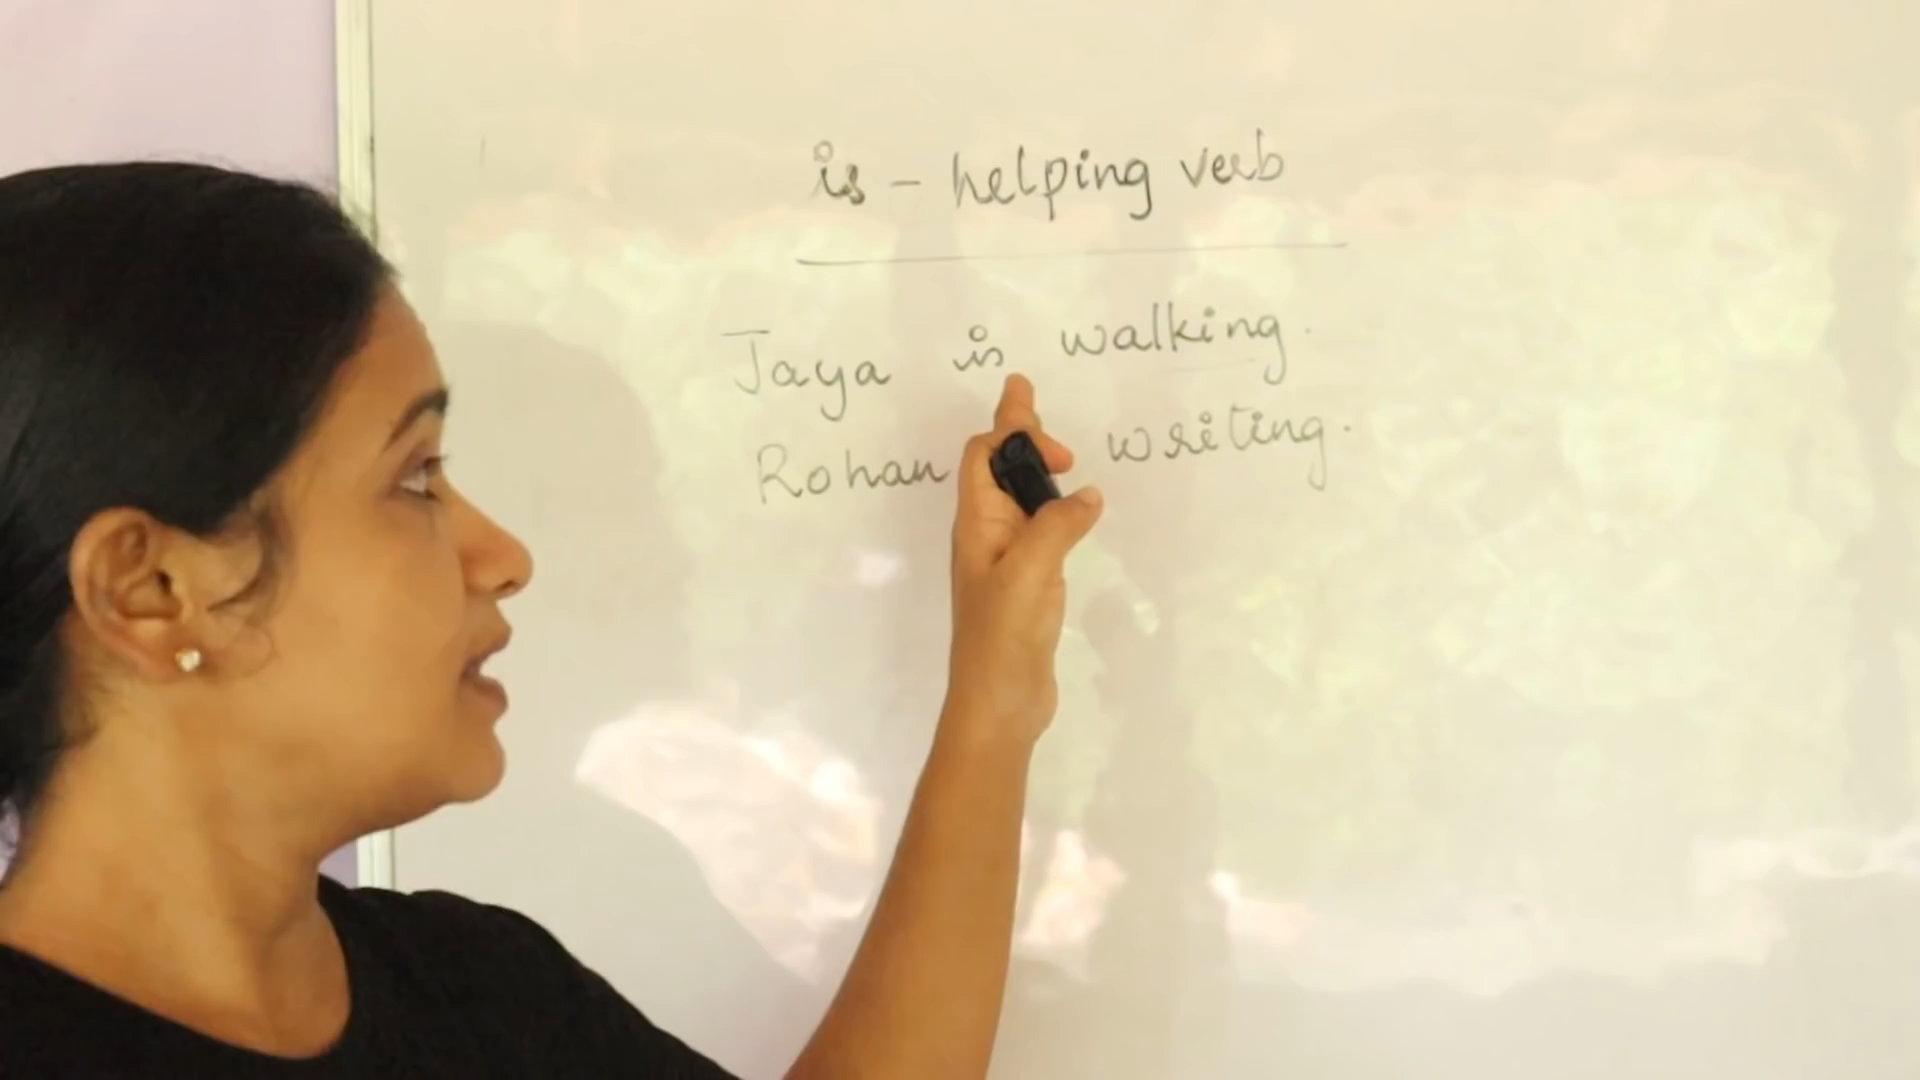 is - helping verb
Jaya is walking.
Rohan writing.